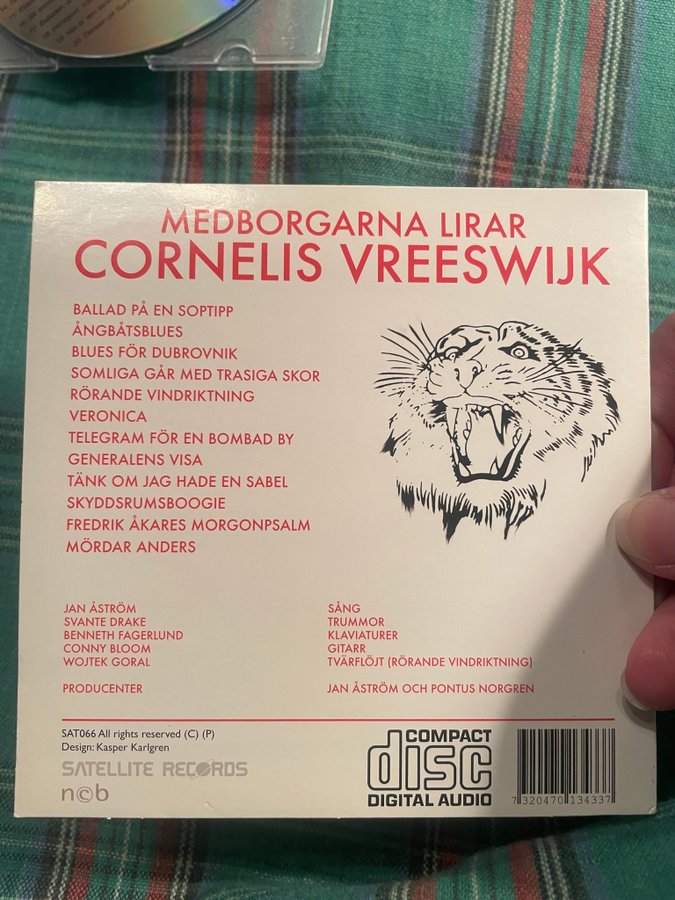 MEDBORGARNA LIRAR
CORNELIS VREESWIJK
BALLAD PÅ EN SOPTIPP
ÅNGBÅTSBLUES
BLUES FÖR DUBROVNIK
SOMLIGA GÅR MED TRASIGA SKOR
RÖRANDE VINDRIKTNING
VERONICA
TELEGRAM FÖR EN BOMBAD BY
GENERALENS VISA
TÄNK OM JAG HADE EN SABEL
SKYDDSRUMSBOOGIE
FREDRIK ÅKARES MORGONPSALM
MÖRDAR ANDERS
JAN ÅSTRÖM SÅNG
SVANTE DRAKE TRUMMOR
BENNETH FAGERLUND KLAVIATURER
CONNY BLOOM GITARR
WOJTEK GORAL TVÄRFLÖJT (RÖRANDE VINDRIKTNING)
PRODUCENTER JAN ÅSTRÖM OCH PONTUS NORGREN
SAT066 All rights reserved (C) (P)
Design: Kasper Karlgren
SATELLITE RECORDS
n©b
COMPACT
disc
DIGITAL AUDIO
7 320470 134337